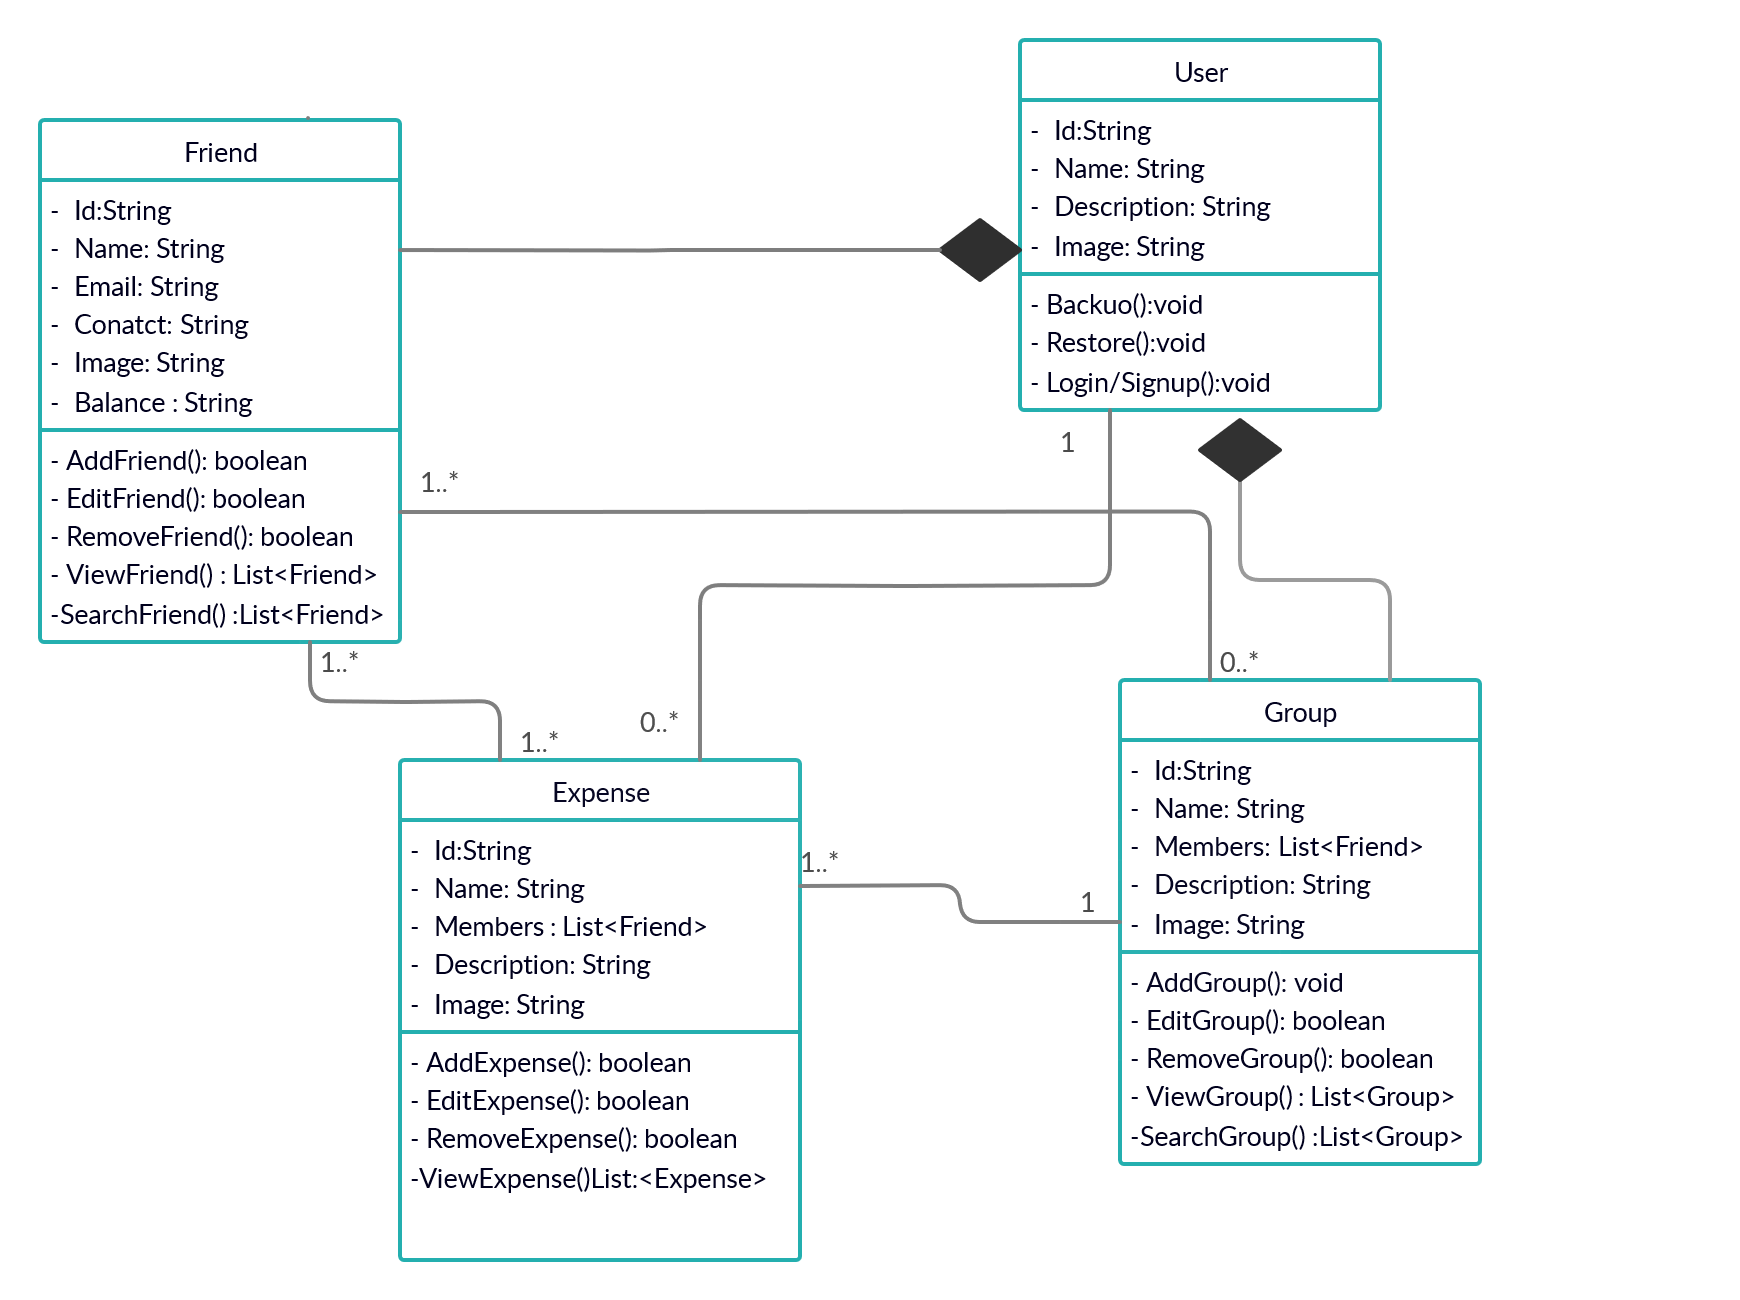 User
- Id:String
- Name: String
- Description: String
- Image: String
- Backuo():void
- Restore():void
- Login/Signup():void
Friend
- Id:String
- Name: String
- Email: String
- Conatct: String
- Image: String
- Balance : String
- AddFriend(): boolean
- EditFriend(): boolean
- RemoveFriend(): boolean
- ViewFriend() : List<Friend>
-SearchFriend() :List<Friend>
1
1..*
1..*
0..*
0..*
1..*
Expense
- Id:String
- Name: String
- Members : List<Friend>
- Description: String
- Image: String
- AddExpense(): boolean
- EditExpense(): boolean
- RemoveExpense(): boolean
-ViewExpense()List:<Expense>
1..*
1
Group
- Id:String
- Name: String
- Members: List<Friend>
- Description: String
- Image: String
- AddGroup(): void
- EditGroup(): boolean
- RemoveGroup(): boolean
- ViewGroup() : List<Group>
-SearchGroup() :List<Group>